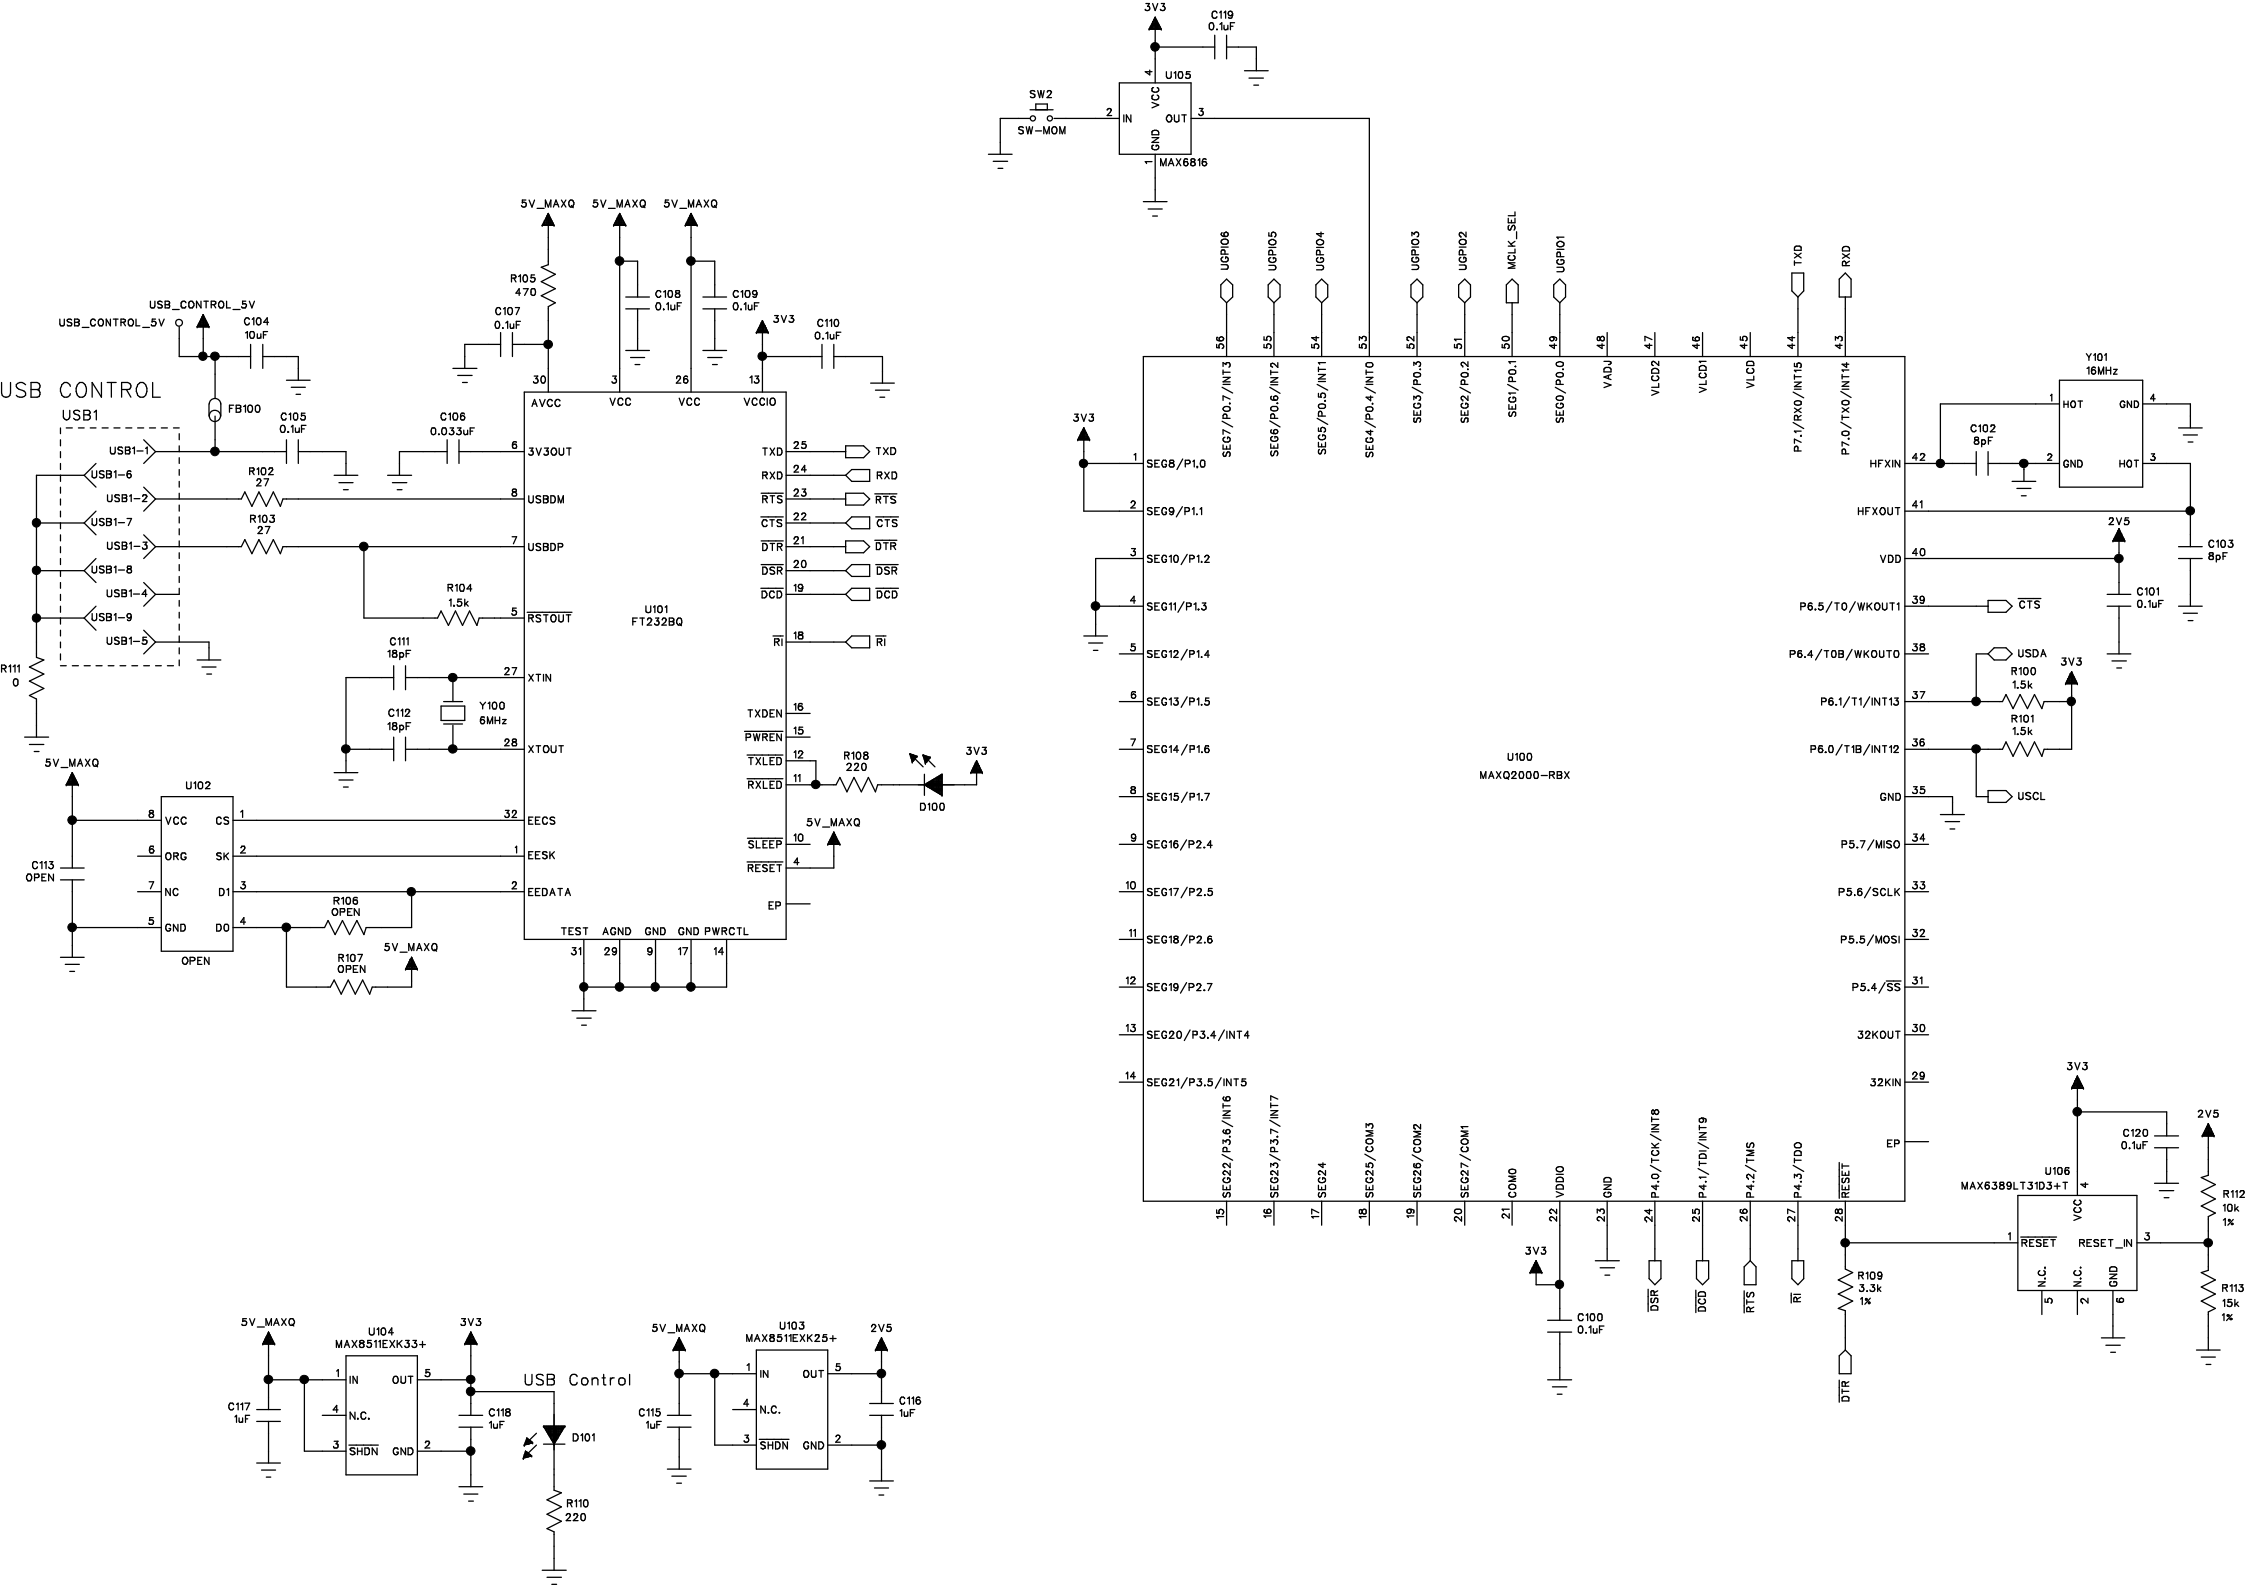 3V3
C119
0.1uF
4
U105
SW2
VCC
2 IN OUT 3
SW-MOM
GND
1 MAX6816
5V_MAXQ 5V_MAXQ 5V_MAXQ
R105
470
C107
0.1uF
C108
0.1uF
C109
0.1uF
3V3
C110
0.1uF
USB_CONTROL_5V
USB_CONTROL_5V
C104
10uF
USB CONTROL
USB1
FB100
C105
0.1uF
C106
0.033uF
USB1-1
USB1-6
USB1-2
USB1-7
USB1-3
USB1-8
USB1-4
USB1-9
USB1-5
R102
27
R103
27
R104
1.5k
R111
0
C111
18pF
C112
18pF
Y100
6MHz
30 3 26 13
AVCC VCC VCC VCCIO
6 3V3OUT
8 USBDM
7 USBDP
5 RSTOUT
27 XTIN
28 XTOUT
32 EECS
1 EESK
2 EEDATA
U101
FT232BQ
TXD 25 TXD
RXD 24 RXD
RTS 23 RTS
CTS 22 CTS
DTR 21 DTR
DSR 20 DSR
DCD 19 DCD
RI 18 RI
TXDEN 16
PWREN 15
TXLED 12
RXLED 11
SLEEP 10
RESET 4
EP
TEST AGND GND GND PWRCTL
31 29 9 17 14
R108
220
D100
3V3
5V_MAXQ
5V_MAXQ
U102
8 VCC CS 1
6 ORG SK 2
7 NC D1 3
5 GND DO 4
OPEN
C113
OPEN
R106
OPEN
R107
OPEN
5V_MAXQ
UGPIO6
UGPIO5
UGPIO4
UGPIO3
UGPIO2
MCLK_SEL
UGPIO1
TXD
RXD
56 SEG7/P0.7/INT3
55 SEG6/P0.6/INT2
54 SEG5/P0.5/INT1
53 SEG4/P0.4/INT0
52 SEG3/P0.3
51 SEG2/P0.2
50 SEG1/P0.1
49 SEG0/P0.0
48 VADJ
47 VLCD2
46 VLCD1
45 VLCD
44 P7.1/RX0/INT15
43 P7.0/TX0/INT14
3V3
1 SEG8/P1.0
2 SEG9/P1.1
3 SEG10/P1.2
4 SEG11/P1.3
5 SEG12/P1.4
6 SEG13/P1.5
7 SEG14/P1.6
8 SEG15/P1.7
9 SEG16/P2.4
10 SEG17/P2.5
11 SEG18/P2.6
12 SEG19/P2.7
13 SEG20/P3.4/INT4
14 SEG21/P3.5/INT5
U100
MAXQ2000-RBX
HFXIN 42
HFXOUT 41
VDD 40
P6.5/T0/WKOUT1 39 CTS
P6.4/T0B/WKOUT0 38 USDA
P6.1/T1/INT13 37
P6.0/T1B/INT12 36
GND 35 USCL
P5.7/MISO 34
P5.6/SCLK 33
P5.5/MOSI 32
P5.4/SS 31
32KOUT 30
32KIN 29
EP
Y101
16MHz
1 HOT GND 4
2 GND HOT 3
C102
8pF
C103
8pF
2V5
C101
0.1uF
R100
1.5k
R101
1.5k
3V3
15 SEG22/P3.6/INT6
16 SEG23/P3.7/INT7
17 SEG24
18 SEG25/COM3
19 SEG26/COM2
20 SEG27/COM1
21 COM0
22 VDDIO
23 GND
24 P4.0/TCK/INT8
25 P4.1/TDI/INT9
26 P4.2/TMS
27 P4.3/TDO
28 RESET
3V3
C100
0.1uF
DSR
DCD
RTS
RI
R109
3.3k
1%
DTR
3V3
C120
0.1uF
2V5
U106
MAX6389LT31D3+T
4
VCC
1 RESET RESET_IN 3
N.C. N.C. GND
5 2 6
R112
10k
1%
R113
15k
1%
5V_MAXQ
U104
MAX8511EXK33+
3V3
1 IN OUT 5
4 N.C.
3 SHDN GND 2
C117
1uF
C118
1uF
USB Control
D101
R110
220
5V_MAXQ
U103
MAX8511EXK25+
2V5
1 IN OUT 5
4 N.C.
3 SHDN GND 2
C115
1uF
C116
1uF